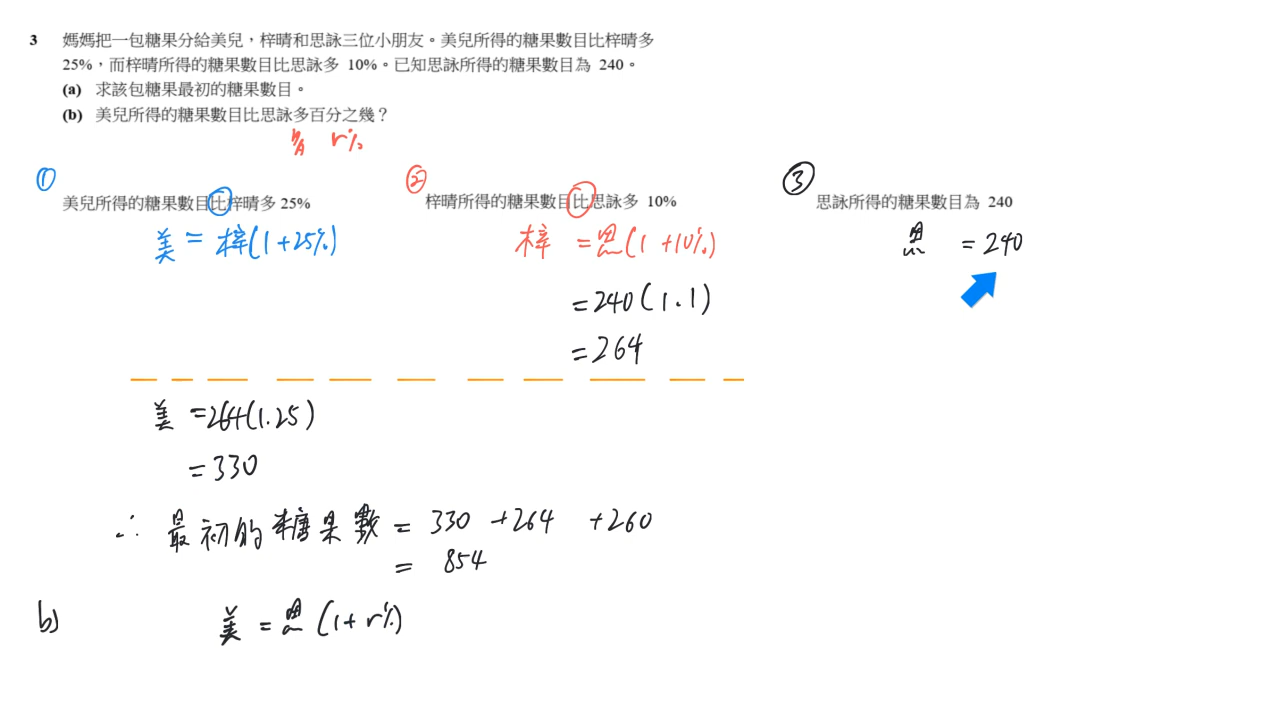 3 媽媽把一包糖果分給美兒，梓晴和思詠三位小朋友。美兒所得的糖果數目比梓晴多
25%，而梓晴所得的糖果數目比思詠多 10%。已知思詠所得的糖果數目為 240。
(a) 求該包糖果最初的糖果數目。
(b) 美兒所得的糖果數目比思詠多百分之幾？
多 r%
① ② ③
美兒所得的糖果數目比梓晴多 25% 梓晴所得的糖果數目比思詠多 10% 思詠所得的糖果數目為 240
美 = 梓(1+25%) 梓 = 思(1+10%) 思 = 240
= 240(1.1)
= 264
美 = 264(1.25)
= 330
∴ 最初的糖果數 = 330 + 264 + 260
= 854
b) 美 = 思(1+r%)